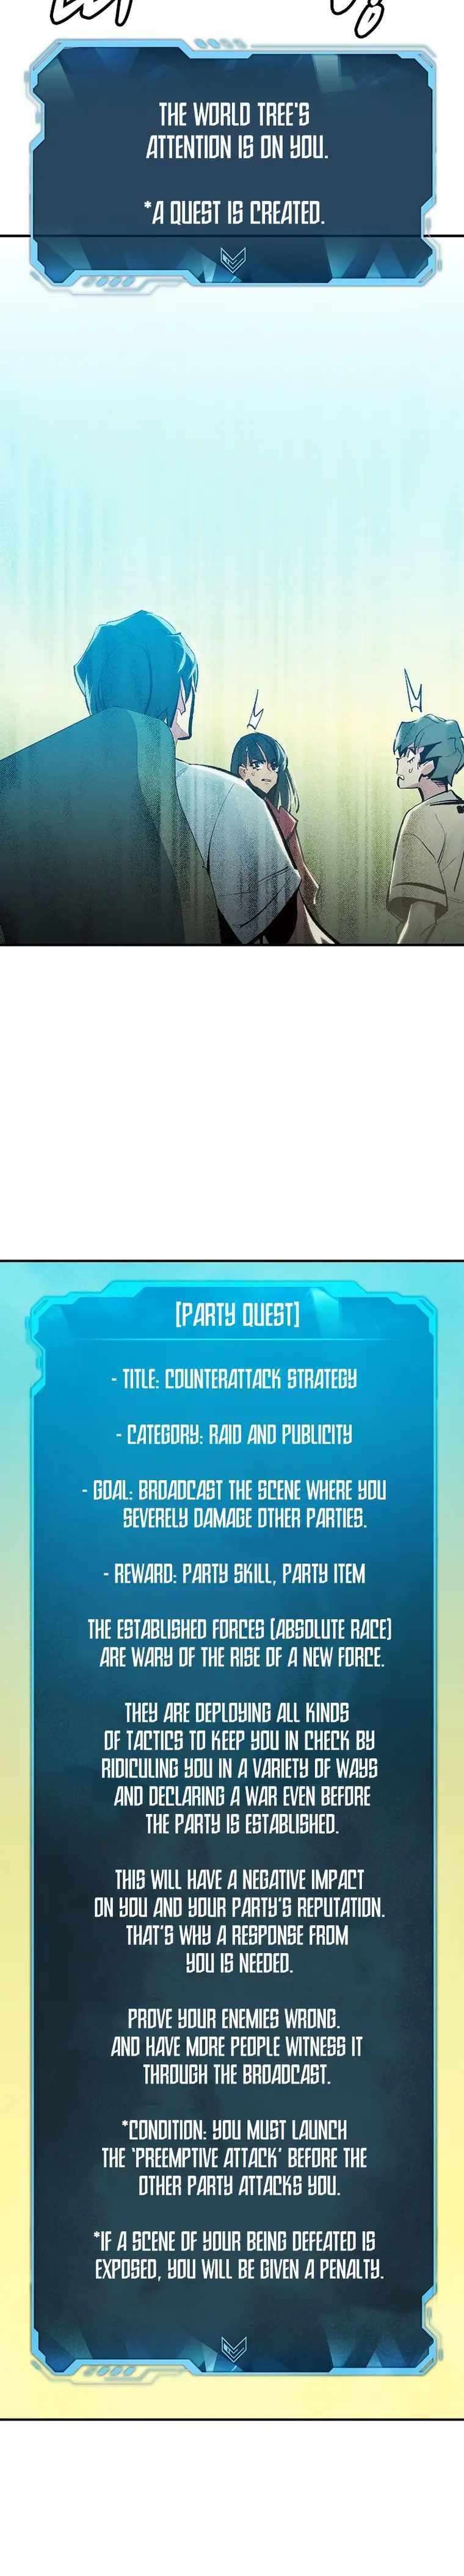 THE WORLD TREE'S
ATTENTION IS ON YOU.
*A QUEST IS CREATED.
[PARTY QUEST]
- TITLE: COUNTERATTACK STRATEGY
- CATEGORY: RAID AND PUBLICITY
- GOAL: BROADCAST THE SCENE WHERE YOU
SEVERELY DAMAGE OTHER PARTIES.
- REWARD: PARTY SKILL, PARTY ITEM
THE ESTABLISHED FORCES (ABSOLUTE RACE)
ARE WARY OF THE RISE OF A NEW FORCE.
THEY ARE DEPLOYING ALL KINDS
OF TACTICS TO KEEP YOU IN CHECK BY
RIDICULING YOU IN A VARIETY OF WAYS
AND DECLARING A WAR EVEN BEFORE
THE PARTY IS ESTABLISHED.
THIS WILL HAVE A NEGATIVE IMPACT
ON YOU AND YOUR PARTY'S REPUTATION.
THAT'S WHY A RESPONSE FROM
YOU IS NEEDED.
PROVE YOUR ENEMIES WRONG.
AND HAVE MORE PEOPLE WITNESS IT
THROUGH THE BROADCAST.
*CONDITION: YOU MUST LAUNCH
THE 'PREEMPTIVE ATTACK' BEFORE THE
OTHER PARTY ATTACKS YOU.
*IF A SCENE OF YOUR BEING DEFEATED IS
EXPOSED, YOU WILL BE GIVEN A PENALTY.